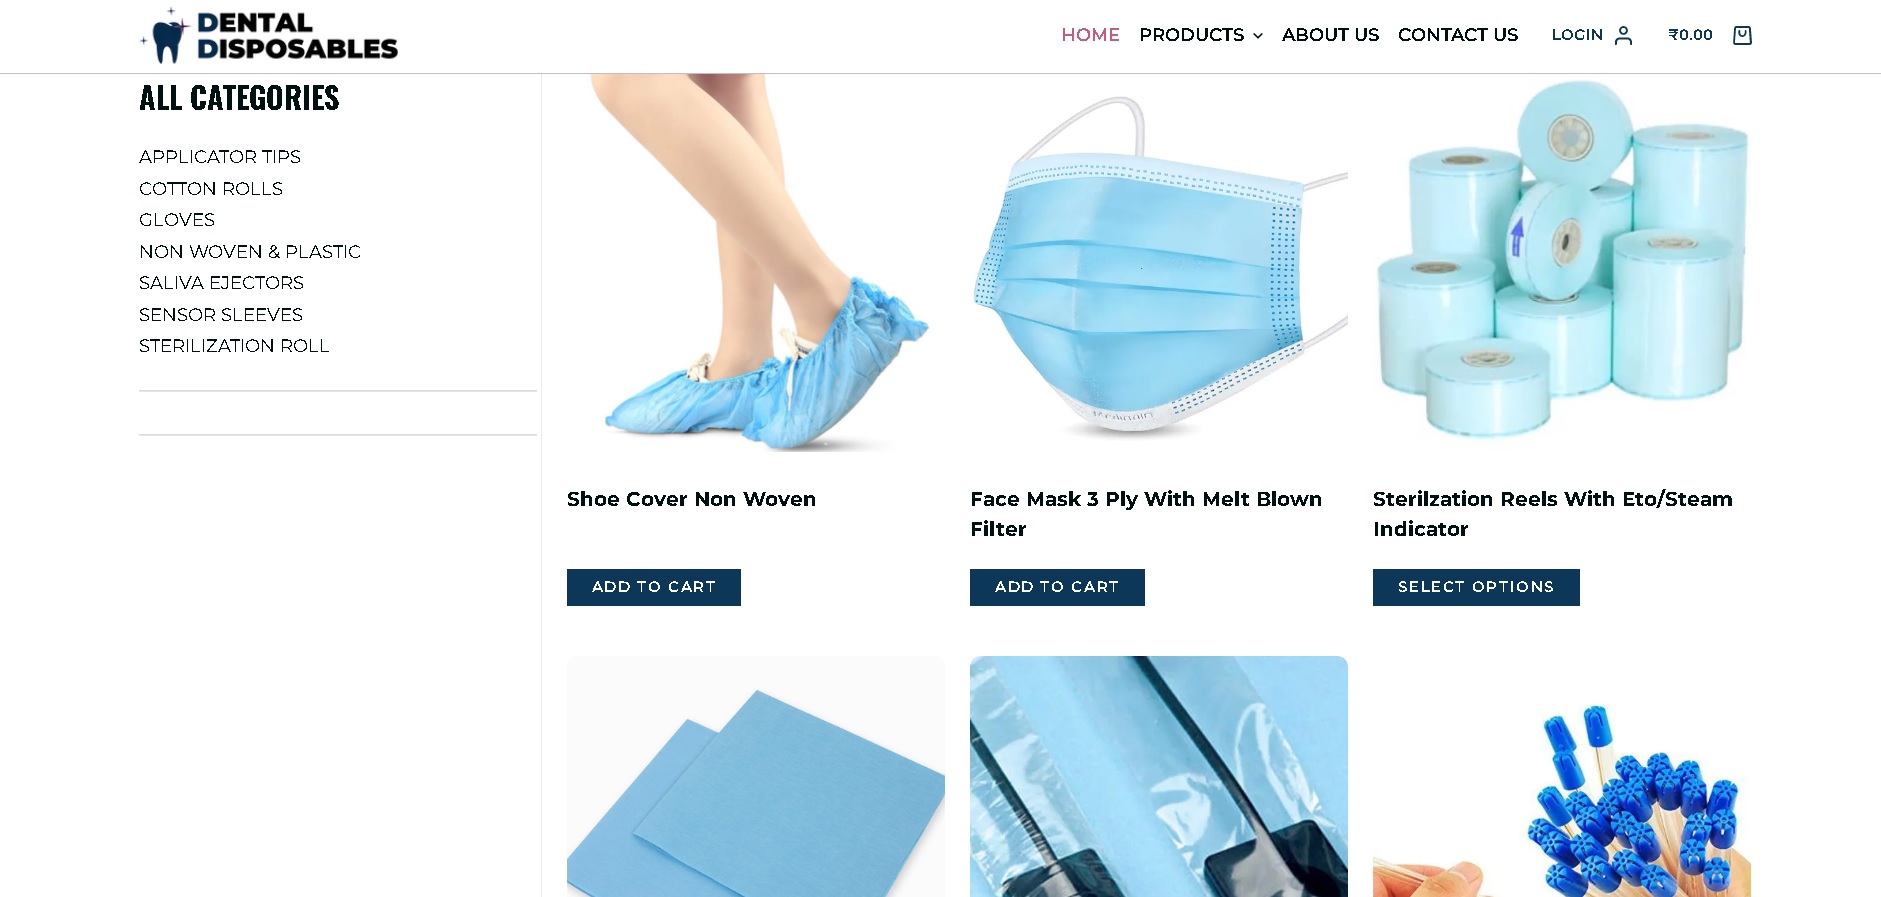 DENTAL
DISPOSABLES
HOME PRODUCTS ABOUT US CONTACT US LOGIN ₹0.00
ALL CATEGORIES
APPLICATOR TIPS
COTTON ROLLS
GLOVES
NON WOVEN & PLASTIC
SALIVA EJECTORS
SENSOR SLEEVES
STERILIZATION ROLL
Shoe Cover Non Woven
ADD TO CART
Face Mask 3 Ply With Melt Blown
Filter
ADD TO CART
Sterilzation Reels With Eto/Steam
Indicator
SELECT OPTIONS